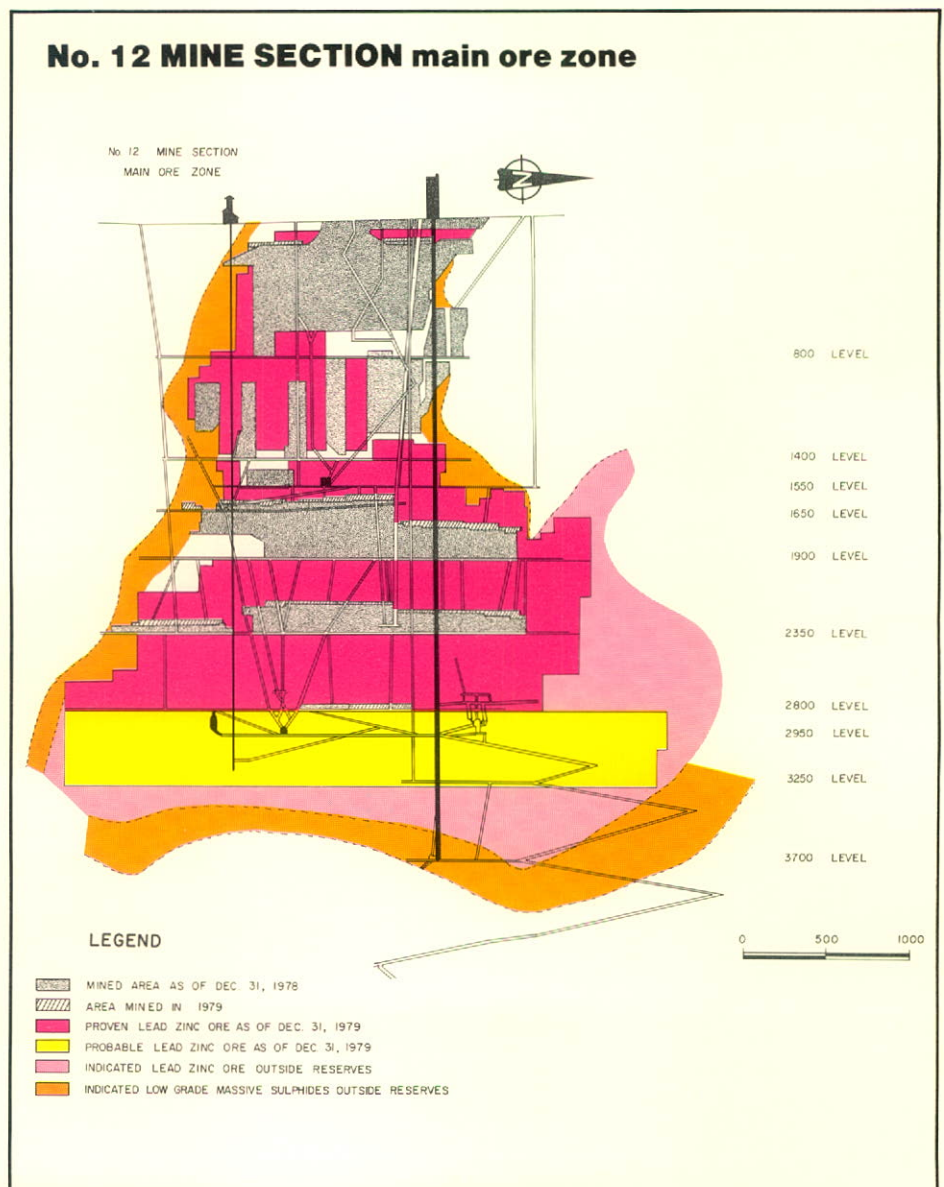 No. 12 MINE SECTION main ore zone
No. 12 MINE SECTION
MAIN ORE ZONE
N
800 LEVEL
1400 LEVEL
1550 LEVEL
1650 LEVEL
1900 LEVEL
2350 LEVEL
2800 LEVEL
2950 LEVEL
3250 LEVEL
3700 LEVEL
LEGEND
0 500 1000
MINED AREA AS OF DEC. 31, 1978
AREA MINED IN 1979
PROVEN LEAD ZINC ORE AS OF DEC. 31, 1979
PROBABLE LEAD ZINC ORE AS OF DEC. 31, 1979
INDICATED LEAD ZINC ORE OUTSIDE RESERVES
INDICATED LOW GRADE MASSIVE SULPHIDES OUTSIDE RESERVES